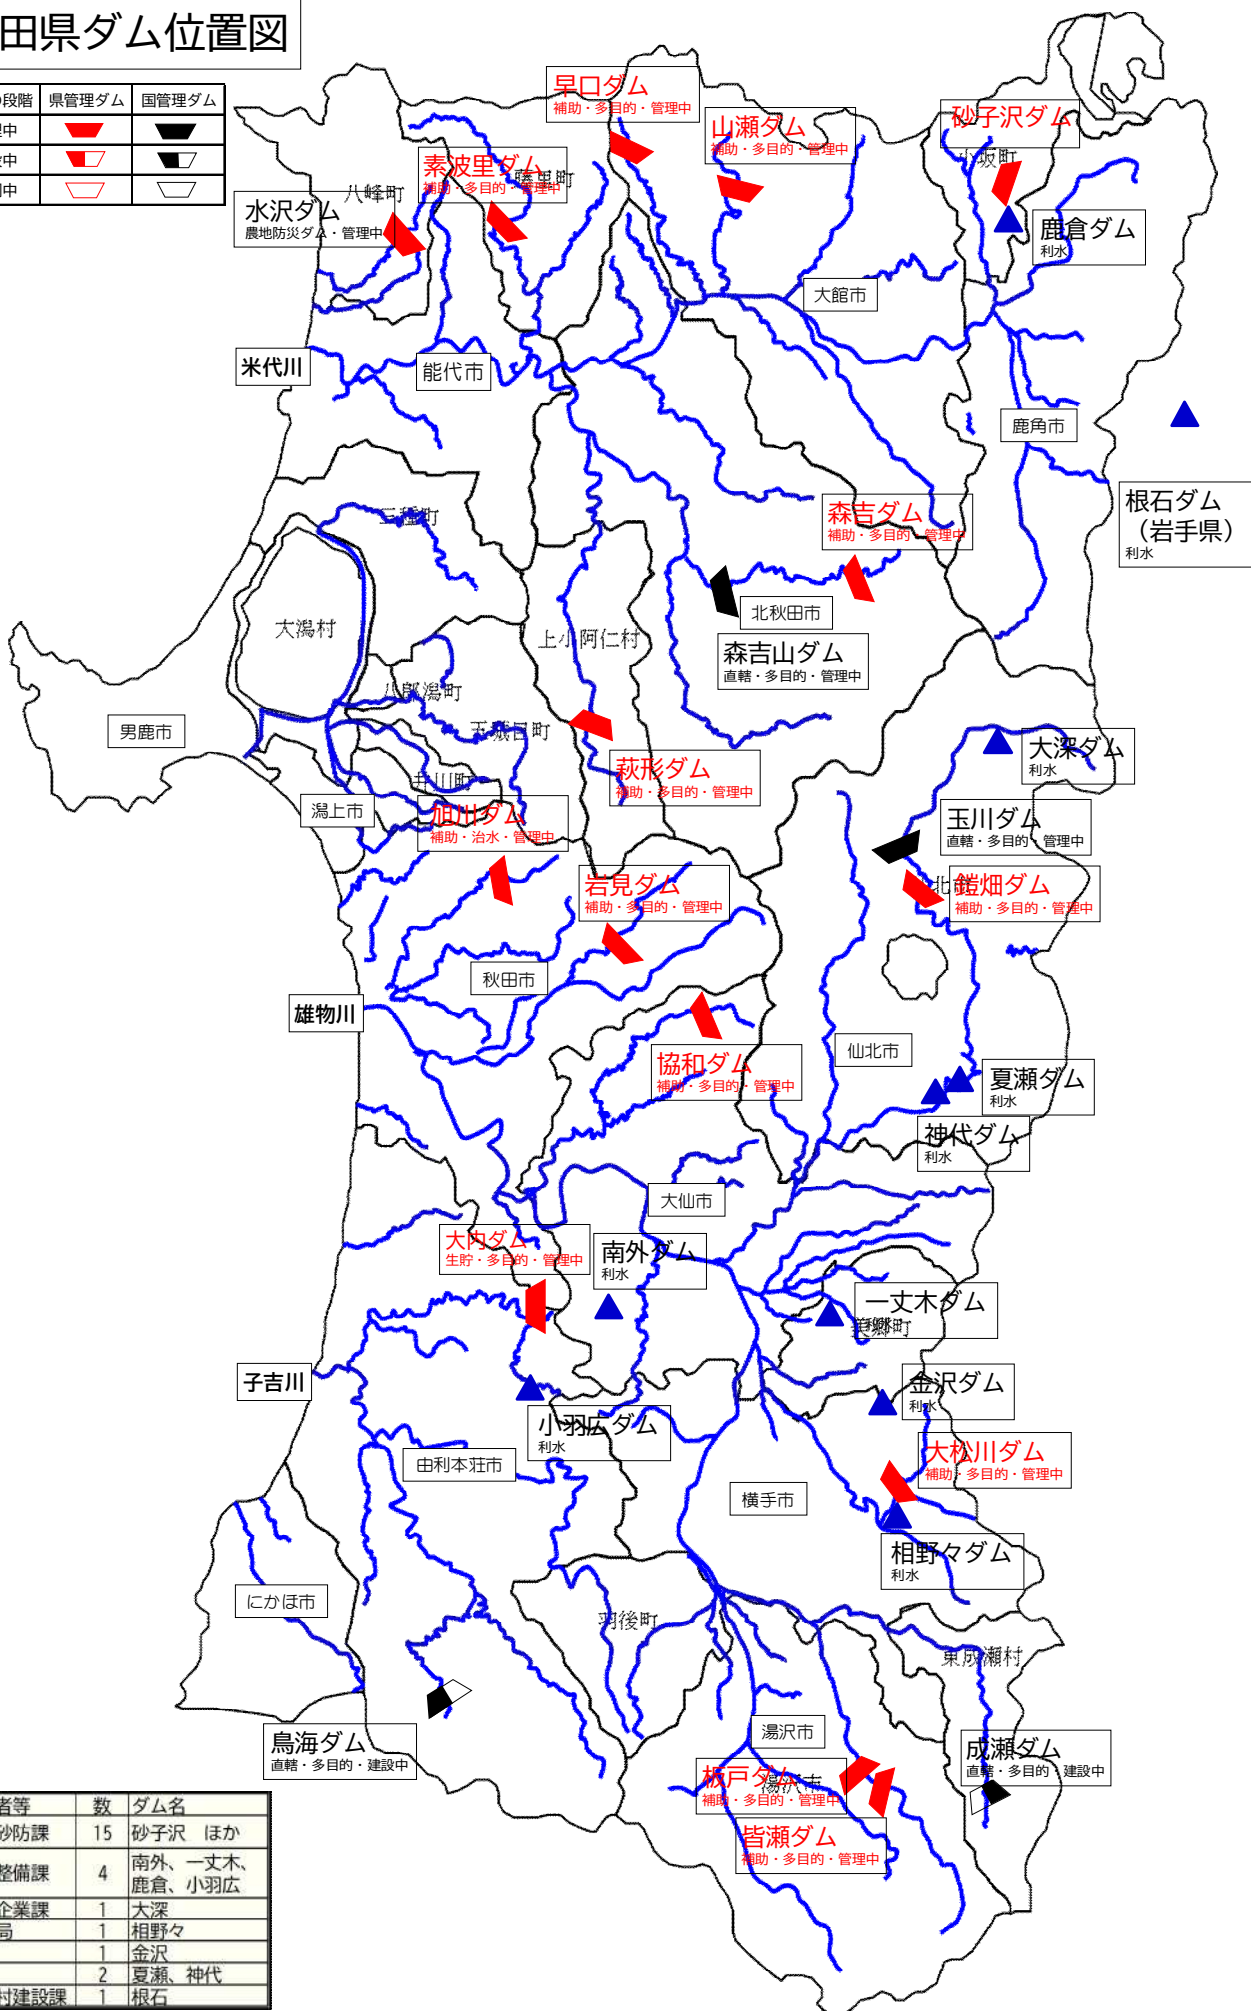 田県ダム位置図
段階 県管理ダム 国管理ダム
中
中
中
早口ダム
補助・多目的・管理中
山瀬ダム
補助・多目的・管理中
砂子沢ダム
小坂町
素波里ダム
補助・多目的・管理中
藤里町
八峰町
水沢ダム
農地防災ダム・管理中
鹿倉ダム
利水
大館市
米代川
能代市
鹿角市
根石ダム
（岩手県）
利水
三種町
森吉ダム
補助・多目的・管理中
北秋田市
森吉山ダム
直轄・多目的・管理中
大潟村
上小阿仁村
八郎潟町
五城目町
男鹿市
井川町
潟上市
萩形ダム
補助・多目的・管理中
大深ダム
利水
旭川ダム
補助・治水・管理中
玉川ダム
直轄・多目的・管理中
岩見ダム
補助・多目的・管理中
鎧畑ダム
補助・多目的・管理中
秋田市
雄物川
協和ダム
補助・多目的・管理中
仙北市
夏瀬ダム
利水
神代ダム
利水
大仙市
大内ダム
生貯・多目的・管理中
南外ダム
利水
一丈木ダム
美郷町
子吉川
金沢ダム
利水
小羽広ダム
利水
大松川ダム
補助・多目的・管理中
由利本荘市
横手市
相野々ダム
利水
にかほ市
羽後町
東成瀬村
鳥海ダム
直轄・多目的・建設中
湯沢市
成瀬ダム
直轄・多目的・建設中
板戸ダム
補助・多目的・管理中
湯沢市
皆瀬ダム
補助・多目的・管理中
者等 数 ダム名
砂防課 15 砂子沢　ほか
整備課 4 南外、一丈木、
鹿倉、小羽広
企業課 1 大深
局 1 相野々
1 金沢
2 夏瀬、神代
村建設課 1 根石